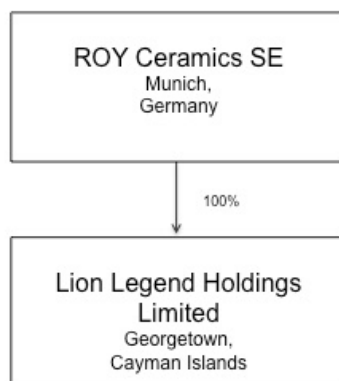 ROY Ceramics SE
Munich,
Germany
100%
Lion Legend Holdings
Limited
Georgetown,
Cayman Islands